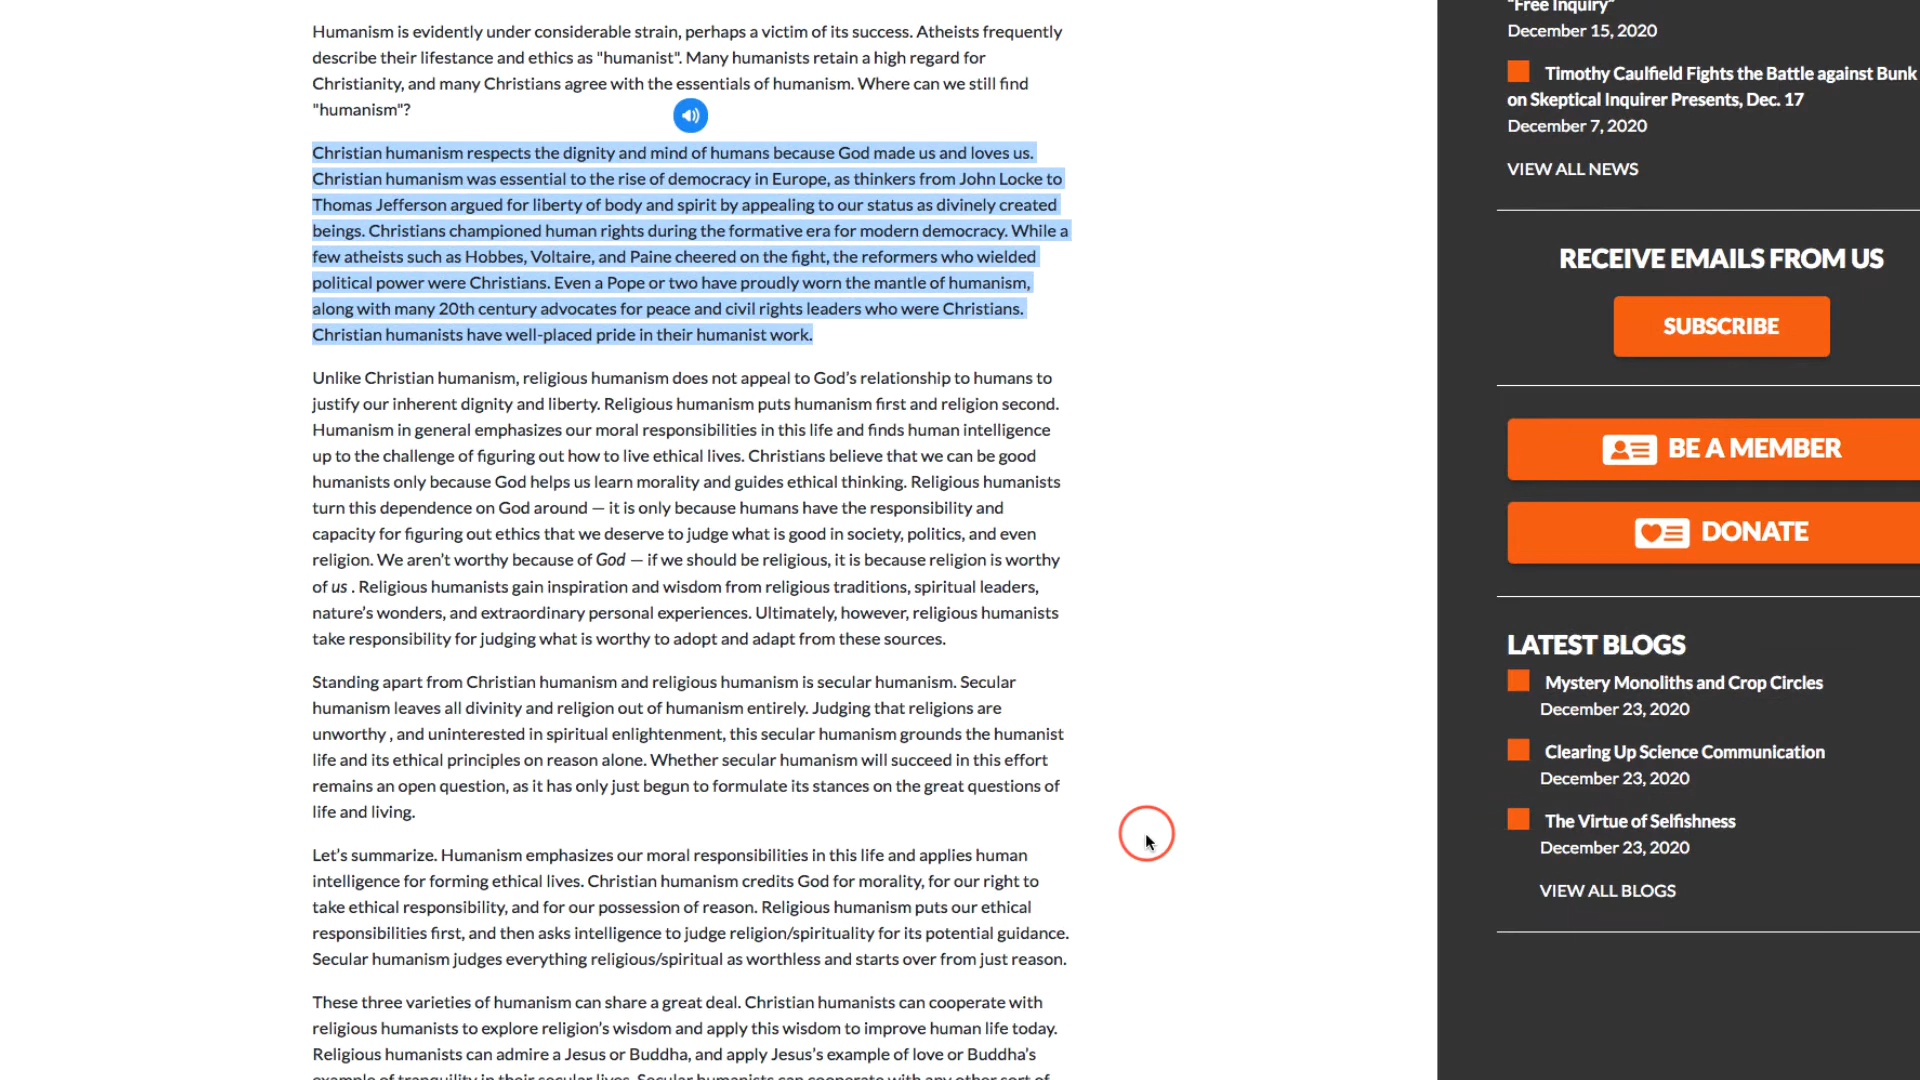 Humanism is evidently under considerable strain, perhaps a victim of its success. Atheists frequently
describe their lifestance and ethics as "humanist". Many humanists retain a high regard for
Christianity, and many Christians agree with the essentials of humanism. Where can we still find
"humanism"?
Christian humanism respects the dignity and mind of humans because God made us and loves us.
Christian humanism was essential to the rise of democracy in Europe, as thinkers from John Locke to
Thomas Jefferson argued for liberty of body and spirit by appealing to our status as divinely created
beings. Christians championed human rights during the formative era for modern democracy. While a
few atheists such as Hobbes, Voltaire, and Paine cheered on the fight, the reformers who wielded
political power were Christians. Even a Pope or two have proudly worn the mantle of humanism,
along with many 20th century advocates for peace and civil rights leaders who were Christians.
Christian humanists have well-placed pride in their humanist work.
Unlike Christian humanism, religious humanism does not appeal to God’s relationship to humans to
justify our inherent dignity and liberty. Religious humanism puts humanism first and religion second.
Humanism in general emphasizes our moral responsibilities in this life and finds human intelligence
up to the challenge of figuring out how to live ethical lives. Christians believe that we can be good
humanists only because God helps us learn morality and guides ethical thinking. Religious humanists
turn this dependence on God around — it is only because humans have the responsibility and
capacity for figuring out ethics that we deserve to judge what is good in society, politics, and even
religion. We aren’t worthy because of God — if we should be religious, it is because religion is worthy
of us . Religious humanists gain inspiration and wisdom from religious traditions, spiritual leaders,
nature’s wonders, and extraordinary personal experiences. Ultimately, however, religious humanists
take responsibility for judging what is worthy to adopt and adapt from these sources.
Standing apart from Christian humanism and religious humanism is secular humanism. Secular
humanism leaves all divinity and religion out of humanism entirely. Judging that religions are
unworthy , and uninterested in spiritual enlightenment, this secular humanism grounds the humanist
life and its ethical principles on reason alone. Whether secular humanism will succeed in this effort
remains an open question, as it has only just begun to formulate its stances on the great questions of
life and living.
Let’s summarize. Humanism emphasizes our moral responsibilities in this life and applies human
intelligence for forming ethical lives. Christian humanism credits God for morality, for our right to
take ethical responsibility, and for our possession of reason. Religious humanism puts our ethical
responsibilities first, and then asks intelligence to judge religion/spirituality for its potential guidance.
Secular humanism judges everything religious/spiritual as worthless and starts over from just reason.
These three varieties of humanism can share a great deal. Christian humanists can cooperate with
religious humanists to explore religion’s wisdom and apply this wisdom to improve human life today.
Religious humanists can admire a Jesus or Buddha, and apply Jesus’s example of love or Buddha’s
example of tranquility in their secular lives. Secular humanists can cooperate with any other sort of
“Free Inquiry”
December 15, 2020
Timothy Caulfield Fights the Battle against Bunk
on Skeptical Inquirer Presents, Dec. 17
December 7, 2020
VIEW ALL NEWS
RECEIVE EMAILS FROM US
SUBSCRIBE
BE A MEMBER
DONATE
LATEST BLOGS
Mystery Monoliths and Crop Circles
December 23, 2020
Clearing Up Science Communication
December 23, 2020
The Virtue of Selfishness
December 23, 2020
VIEW ALL BLOGS